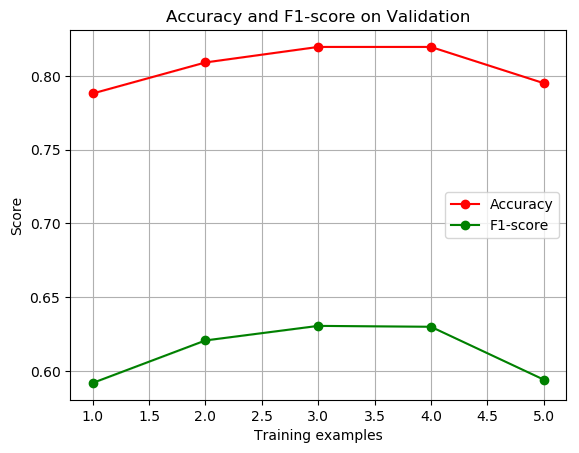 Accuracy and F1-score on Validation
0.80
0.75
0.70
0.65
0.60
Score
Accuracy
F1-score
1.0 1.5 2.0 2.5 3.0 3.5 4.0 4.5 5.0
Training examples